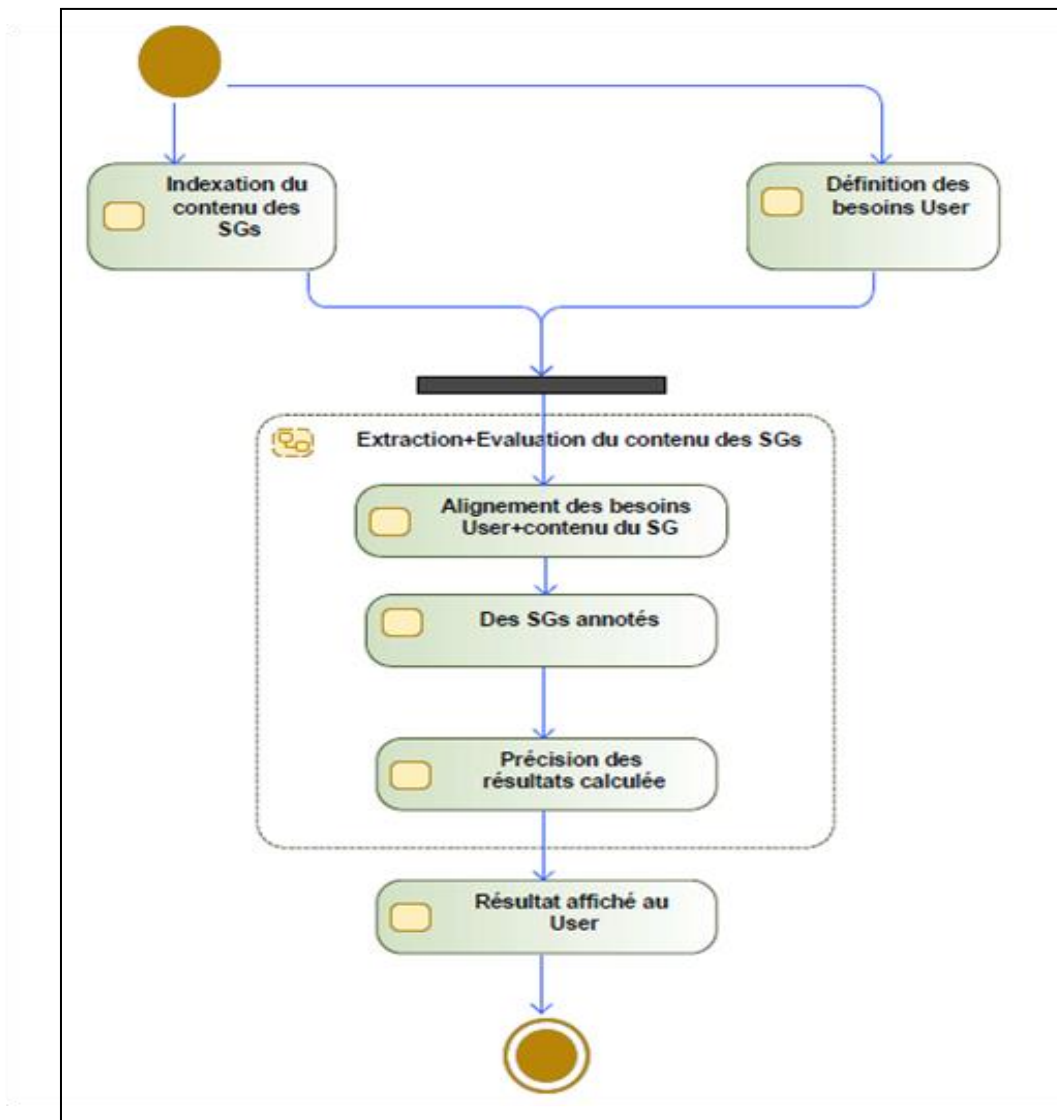 Indexation du
contenu des
SGs
Définition des
besoins User
Extraction+Evaluation du contenu des SGs
Alignement des besoins
User+contenu du SG
Des SGs annotés
Précision des
résultats calculée
Résultat affiché au
User